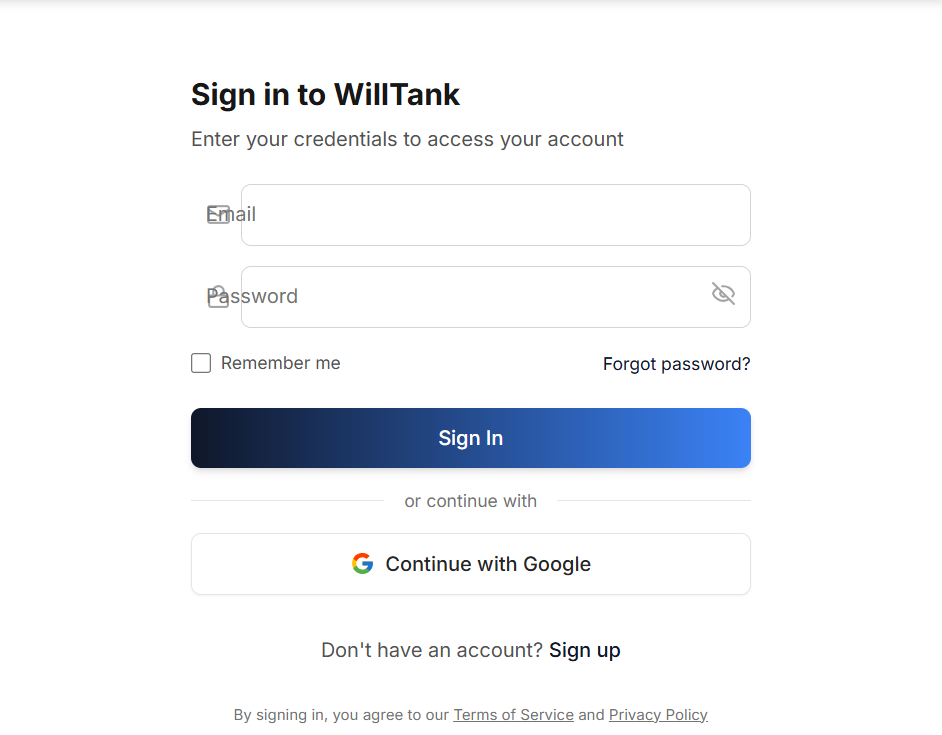 Sign in to WillTank
Enter your credentials to access your account
Email
Password
Remember me
Forgot password?
Sign In
or continue with
Continue with Google
Don't have an account? Sign up
By signing in, you agree to our Terms of Service and Privacy Policy